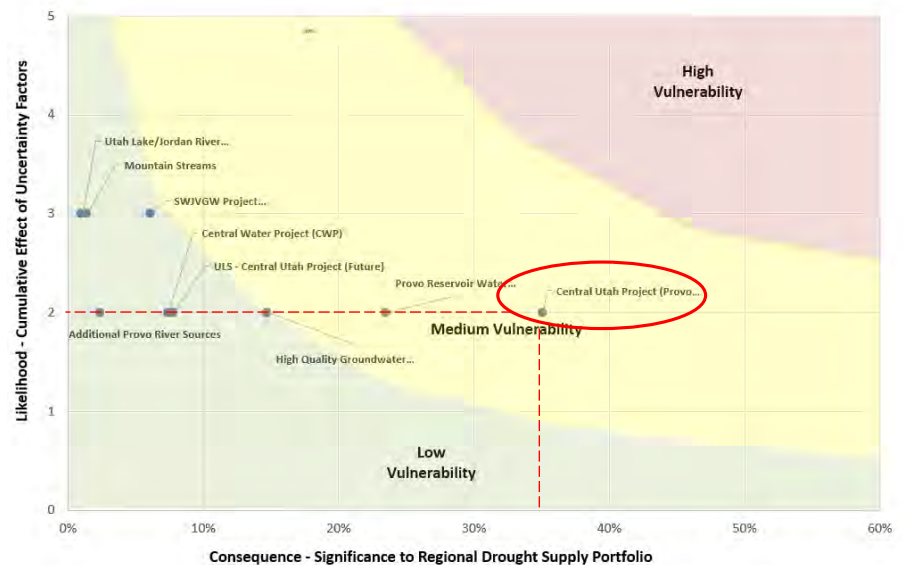 5
High
Vulnerability
4
Utah Lake/Jordan River...
Mountain Streams
SWJVGW Project...
3
Central Water Project (CWP)
ULS - Central Utah Project (Future)
Provo Reservoir Water...
Central Utah Project (Provo...
2
Medium Vulnerability
Additional Provo River Sources
High Quality Groundwater...
1
Low
Vulnerability
0
0% 10% 20% 30% 40% 50% 60%
Likelihood - Cumulative Effect of Uncertainty Factors
Consequence - Significance to Regional Drought Supply Portfolio